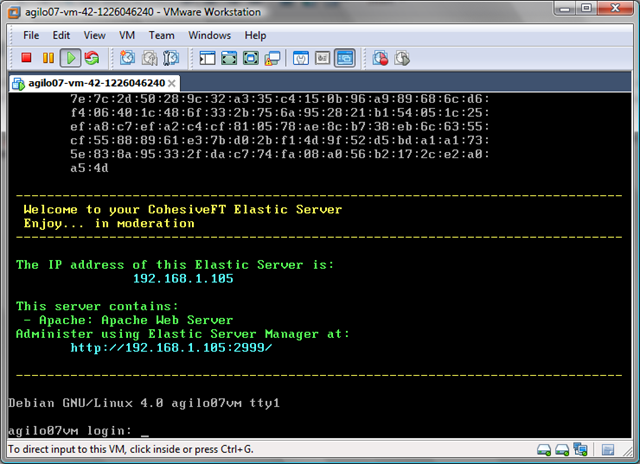 agilo07-vm-42-1226046240 - VMware Workstation
File Edit View VM Team Windows Help
agilo07-vm-42-1226046240
7e:7c:2d:50:28:9c:32:a3:35:c4:15:0b:96:a9:89:68:6c:d6:
f4:06:40:1c:48:6f:33:2b:75:6a:95:28:21:b1:54:05:1c:25:
ef:a8:c7:ef:a2:c4:cf:81:05:78:ae:8c:b7:38:eb:6c:63:55:
cf:55:88:89:61:e3:7b:d0:2b:f1:4d:9f:52:d5:bd:a1:a1:73:
5e:83:8a:95:33:2f:da:c7:74:fa:08:a0:56:b2:17:2c:e2:a0:
a5:4d
Welcome to your CohesiveFT Elastic Server
Enjoy... in moderation
The IP address of this Elastic Server is:
192.168.1.105
This server contains:
- Apache: Apache Web Server
Administer using Elastic Server Manager at:
http://192.168.1.105:2999/
Debian GNU/Linux 4.0 agilo07vm tty1
agilo07vm login: _
To direct input to this VM, click inside or press Ctrl+G.